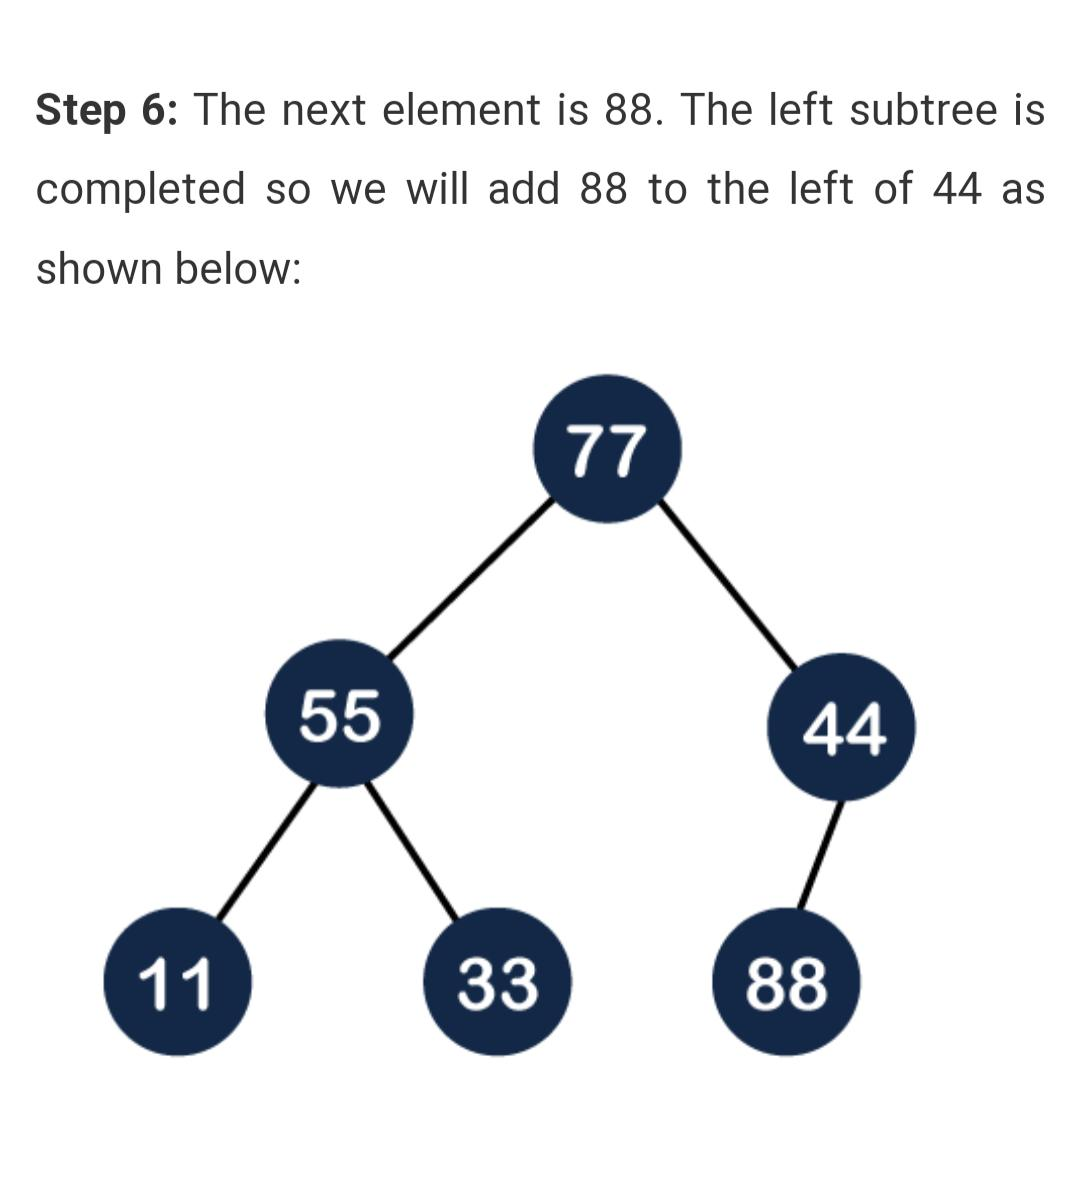 Step 6: The next element is 88. The left subtree is
completed so we will add 88 to the left of 44 as
shown below:
77
55
44
11
33
88